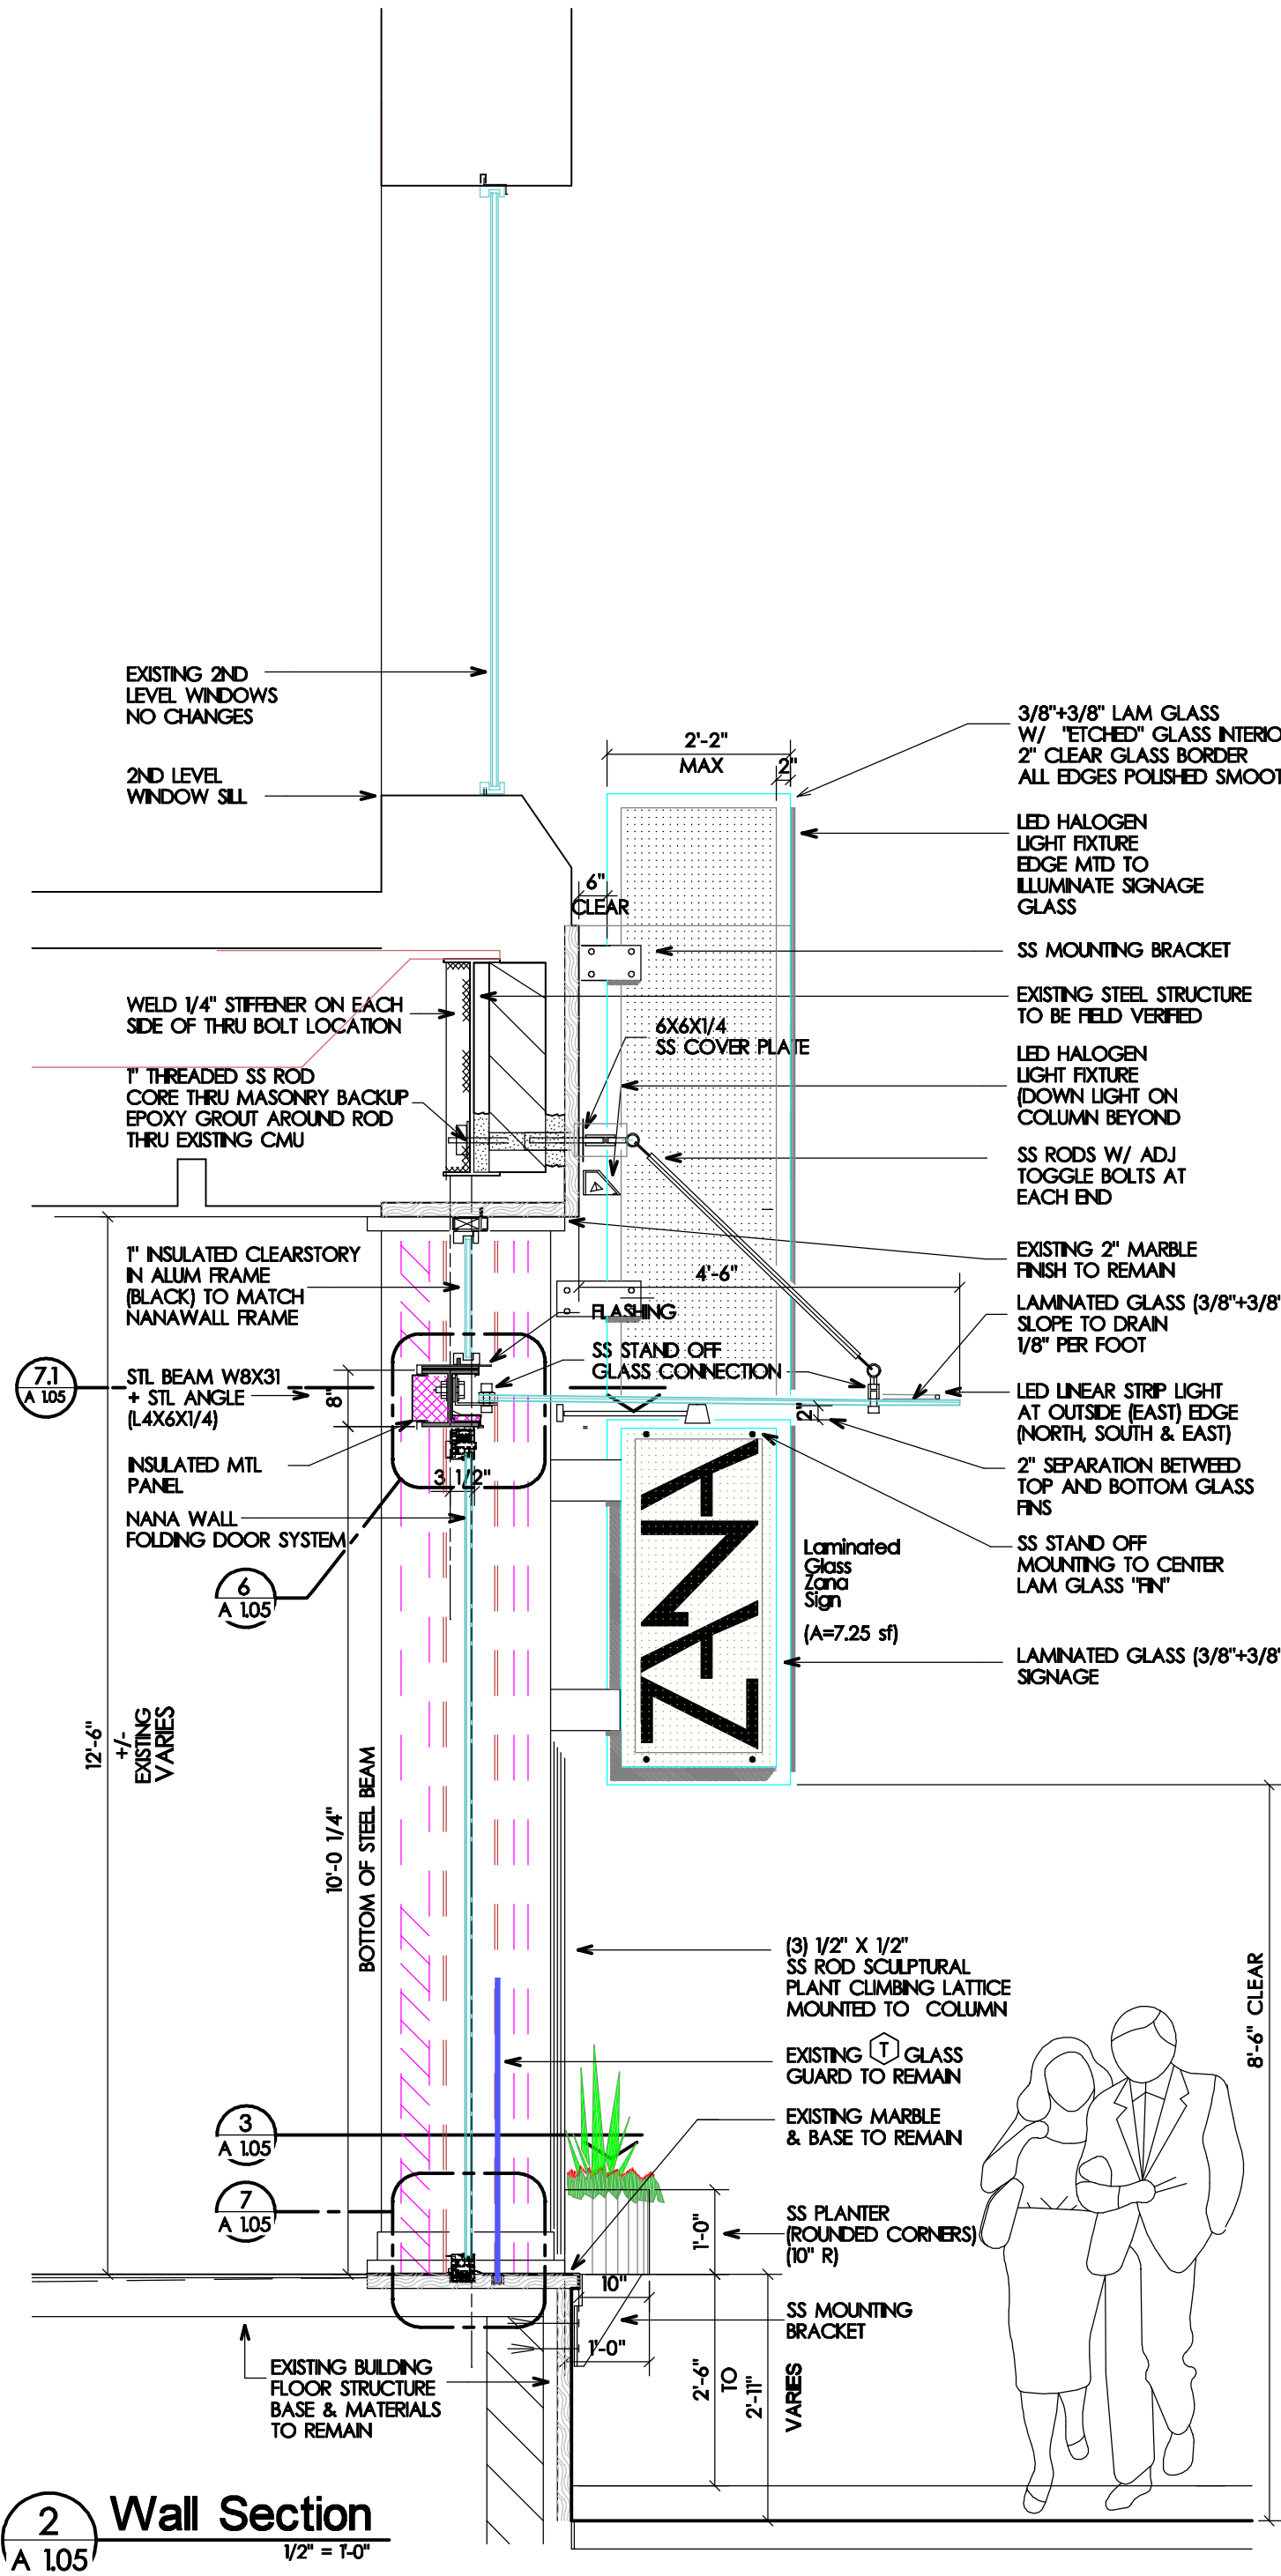 EXISTING 2ND
LEVEL WINDOWS
NO CHANGES
2ND LEVEL
WINDOW SILL
2'-2"
MAX
2"
3/8"+3/8" LAM GLASS
W/ "ETCHED" GLASS INTERIO
2" CLEAR GLASS BORDER
ALL EDGES POLISHED SMOOT
LED HALOGEN
LIGHT FIXTURE
EDGE MTD TO
ILLUMINATE SIGNAGE
GLASS
6"
CLEAR
SS MOUNTING BRACKET
WELD 1/4" STIFFENER ON EACH
SIDE OF THRU BOLT LOCATION
EXISTING STEEL STRUCTURE
TO BE FIELD VERIFIED
6X6X1/4
SS COVER PLATE
1" THREADED SS ROD
CORE THRU MASONRY BACKUP
EPOXY GROUT AROUND ROD
THRU EXISTING CMU
LED HALOGEN
LIGHT FIXTURE
(DOWN LIGHT ON
COLUMN BEYOND
SS RODS W/ ADJ
TOGGLE BOLTS AT
EACH END
1" INSULATED CLEARSTORY
IN ALUM FRAME
(BLACK) TO MATCH
NANAWALL FRAME
EXISTING 2" MARBLE
FINISH TO REMAIN
4'-6"
FLASHING
LAMINATED GLASS (3/8"+3/8"
SLOPE TO DRAIN
1/8" PER FOOT
SS STAND OFF
GLASS CONNECTION
7.1
A 1.05
STL BEAM W8X31
+ STL ANGLE
(L4X6X1/4)
8"
LED LINEAR STRIP LIGHT
AT OUTSIDE (EAST) EDGE
(NORTH, SOUTH & EAST)
2"
INSULATED MTL
PANEL
3 1/2"
2" SEPARATION BETWEED
TOP AND BOTTOM GLASS
FINS
NANA WALL
FOLDING DOOR SYSTEM
SS STAND OFF
MOUNTING TO CENTER
LAM GLASS "FIN"
6
A 1.05
ZANA
Laminated
Glass
Zana
Sign
(A=7.25 sf)
LAMINATED GLASS (3/8"+3/8"
SIGNAGE
12'-6"
+/-
EXISTING
VARIES
10'-0 1/4"
BOTTOM OF STEEL BEAM
(3) 1/2" X 1/2"
SS ROD SCULPTURAL
PLANT CLIMBING LATTICE
MOUNTED TO COLUMN
8'-6" CLEAR
EXISTING T GLASS
GUARD TO REMAIN
3
A 1.05
EXISTING MARBLE
& BASE TO REMAIN
7
A 1.05
1'-0"
SS PLANTER
(ROUNDED CORNERS)
(10" R)
10"
1'-0"
SS MOUNTING
BRACKET
2'-6"
TO
2'-11"
VARIES
EXISTING BUILDING
FLOOR STRUCTURE
BASE & MATERIALS
TO REMAIN
2
A 1.05
Wall Section
1/2" = 1'-0"